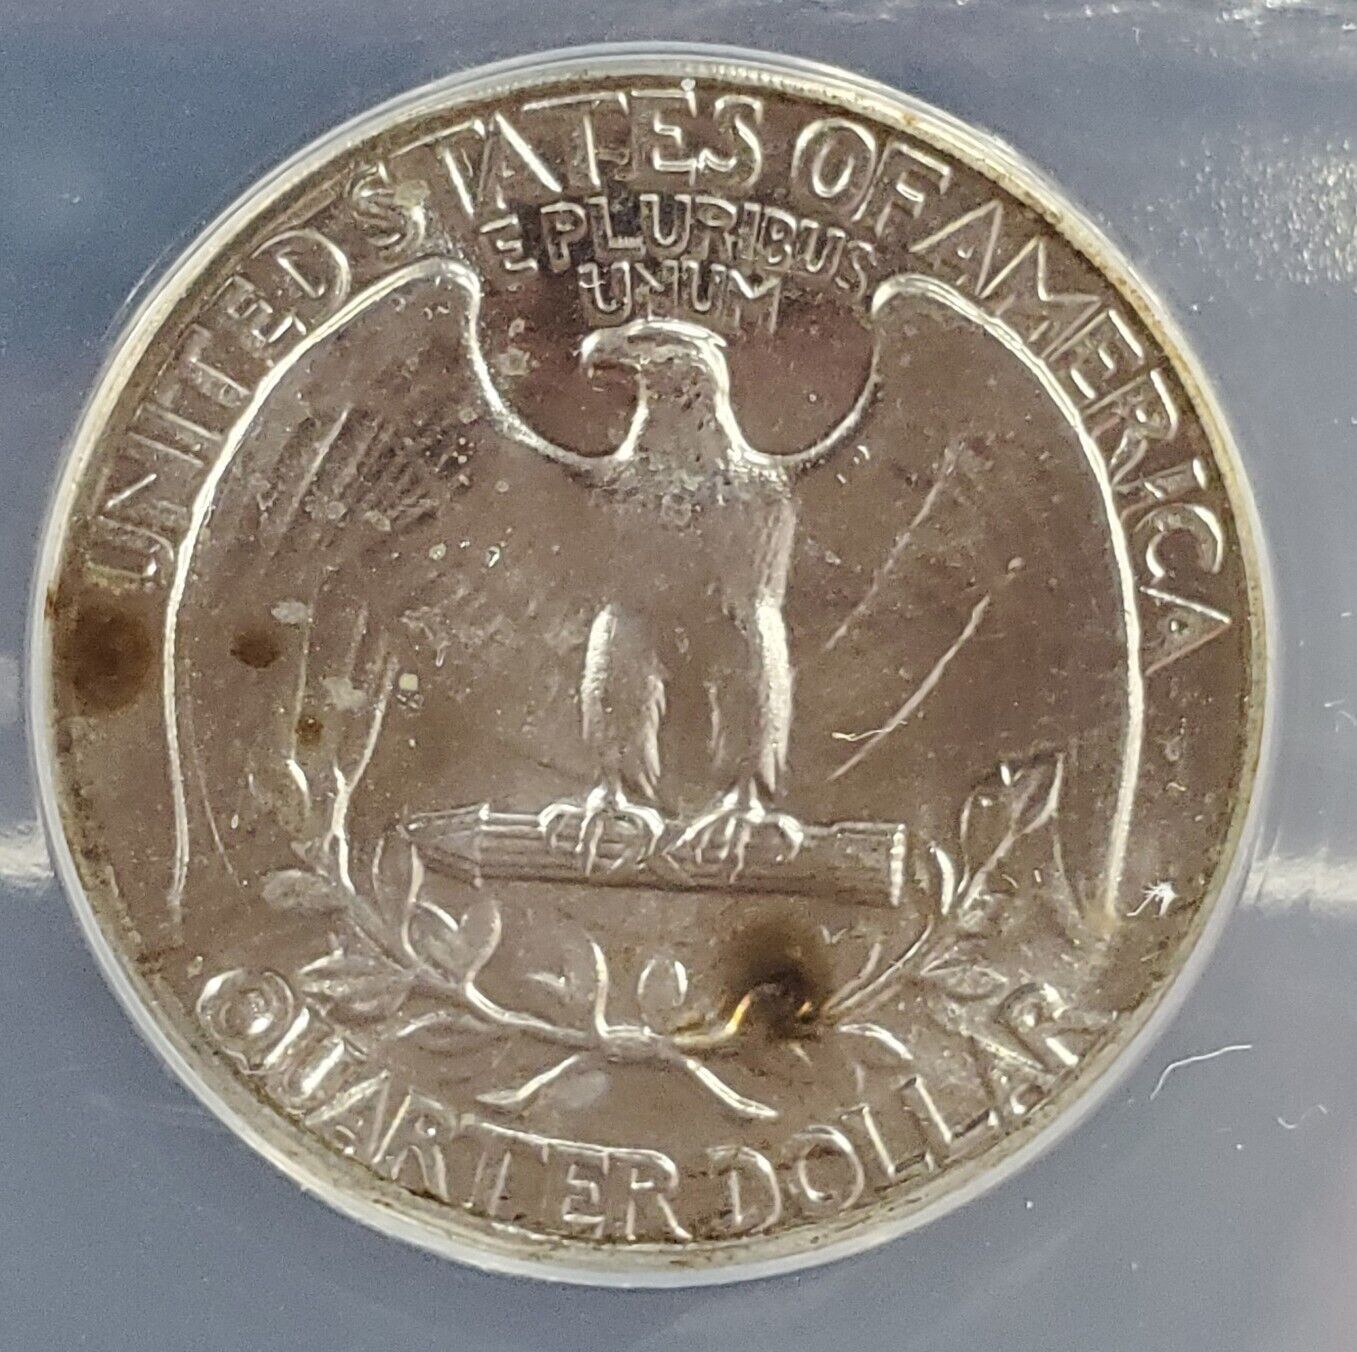 UNITED STATES OF AMERICA
E PLURIBUS
UNUM
QUARTER DOLLAR